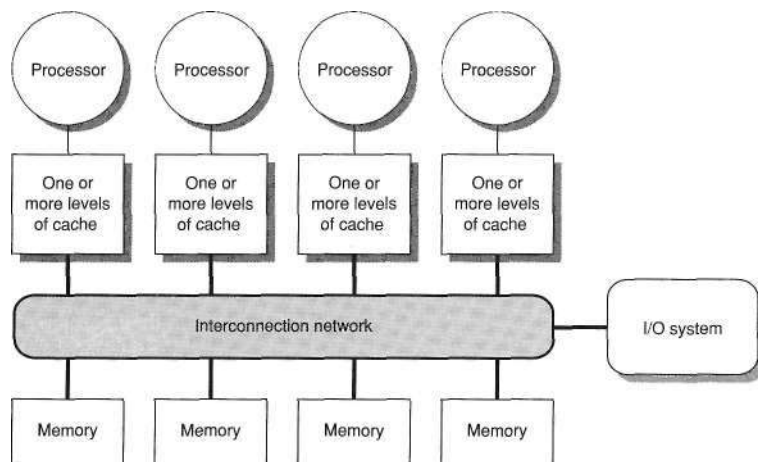 Processor
Processor
Processor
Processor
One or
more levels
of cache
One or
more levels
of cache
One or
more levels
of cache
One or
more levels
of cache
Interconnection network
I/O system
Memory
Memory
Memory
Memory